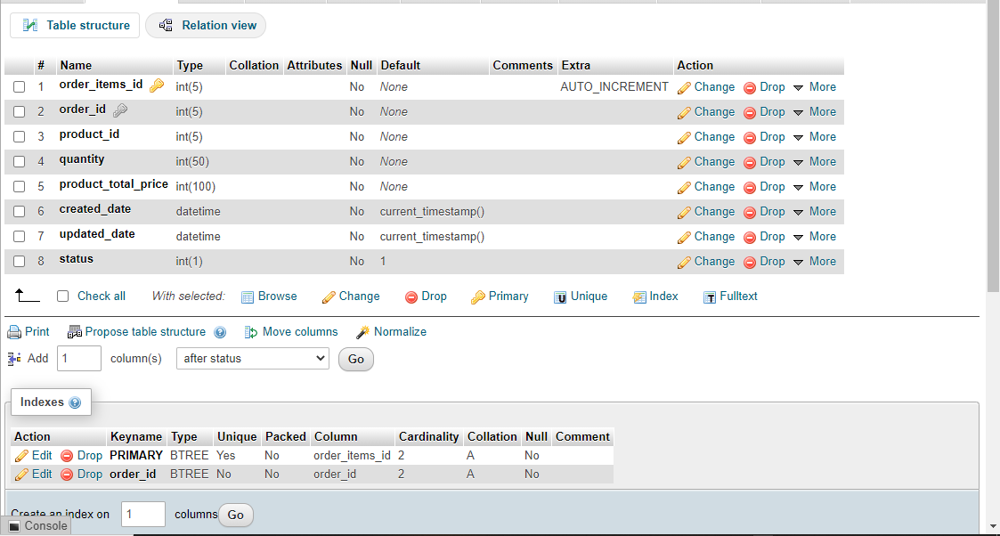 Table structure Relation view
# Name Type Collation Attributes Null Default Comments Extra Action
1 order_items_id int(5) No None AUTO_INCREMENT Change Drop More
2 order_id int(5) No None Change Drop More
3 product_id int(5) No None Change Drop More
4 quantity int(50) No None Change Drop More
5 product_total_price int(100) No None Change Drop More
6 created_date datetime No current_timestamp() Change Drop More
7 updated_date datetime No current_timestamp() Change Drop More
8 status int(1) No 1 Change Drop More
Check all With selected: Browse Change Drop Primary U Unique Index T Fulltext
Print Propose table structure ? Move columns Normalize
Add 1 column(s) after status Go
Indexes ?
Action Keyname Type Unique Packed Column Cardinality Collation Null Comment
Edit Drop PRIMARY BTREE Yes No order_items_id 2 A No
Edit Drop order_id BTREE No No order_id 2 A No
Create an index on 1 columns Go
Console